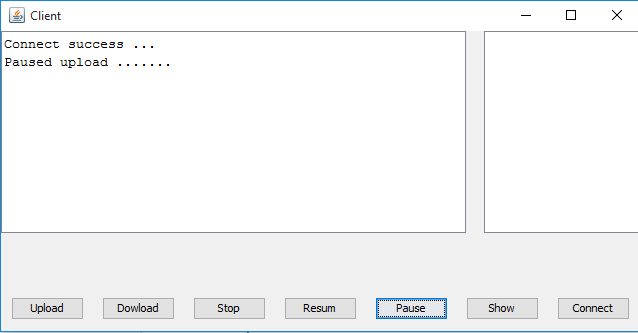 Client
Connect success ...
Paused upload .......
Upload
Dowload
Stop
Resum
Pause
Show
Connect